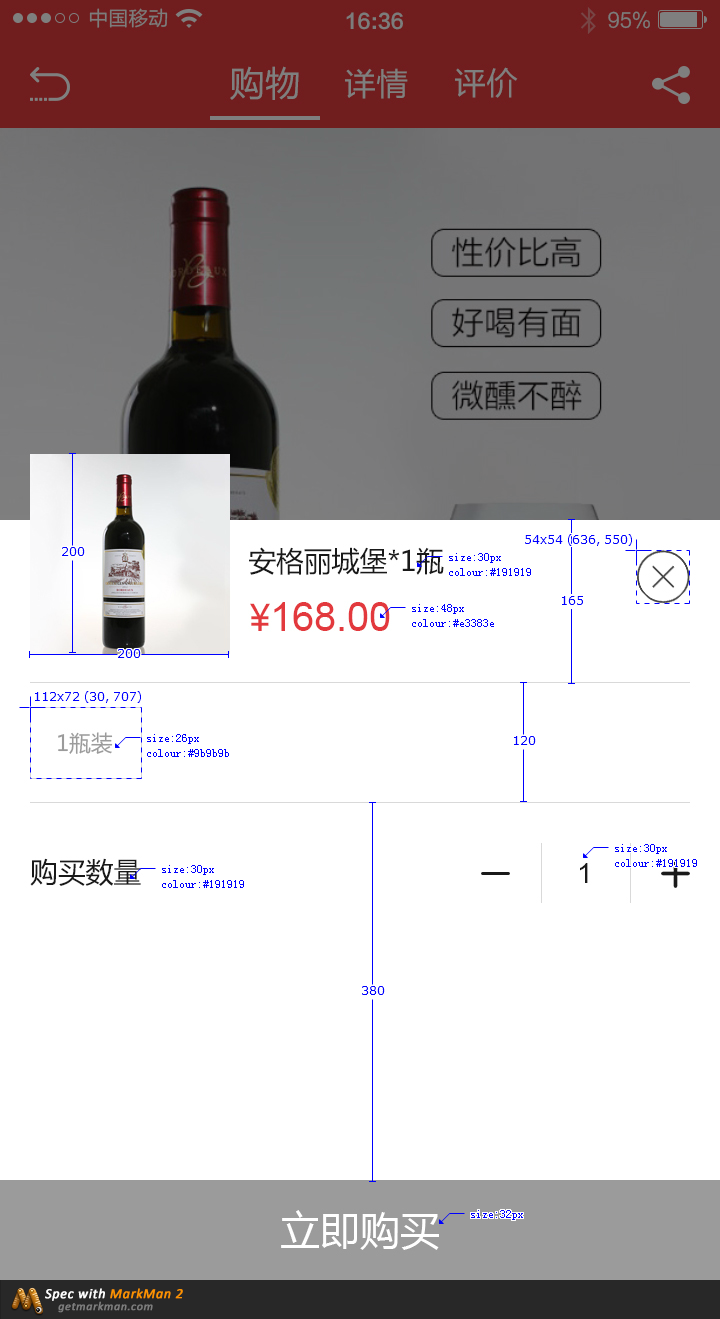 中国移动 16:36 95%
购物 详情 评价
性价比高
好喝有面
微醺不醉
200
200
安格丽城堡*1瓶
size:30px
colour:#191919
¥168.00
size:48px
colour:#e3383e
54x54 (636, 550)
165
112x72 (30, 707)
1瓶装
size:26px
colour:#9b9b9b
120
购买数量
size:30px
colour:#191919
1
size:30px
colour:#191919
380
立即购买
size:32px
Spec with MarkMan 2
getmarkman.com